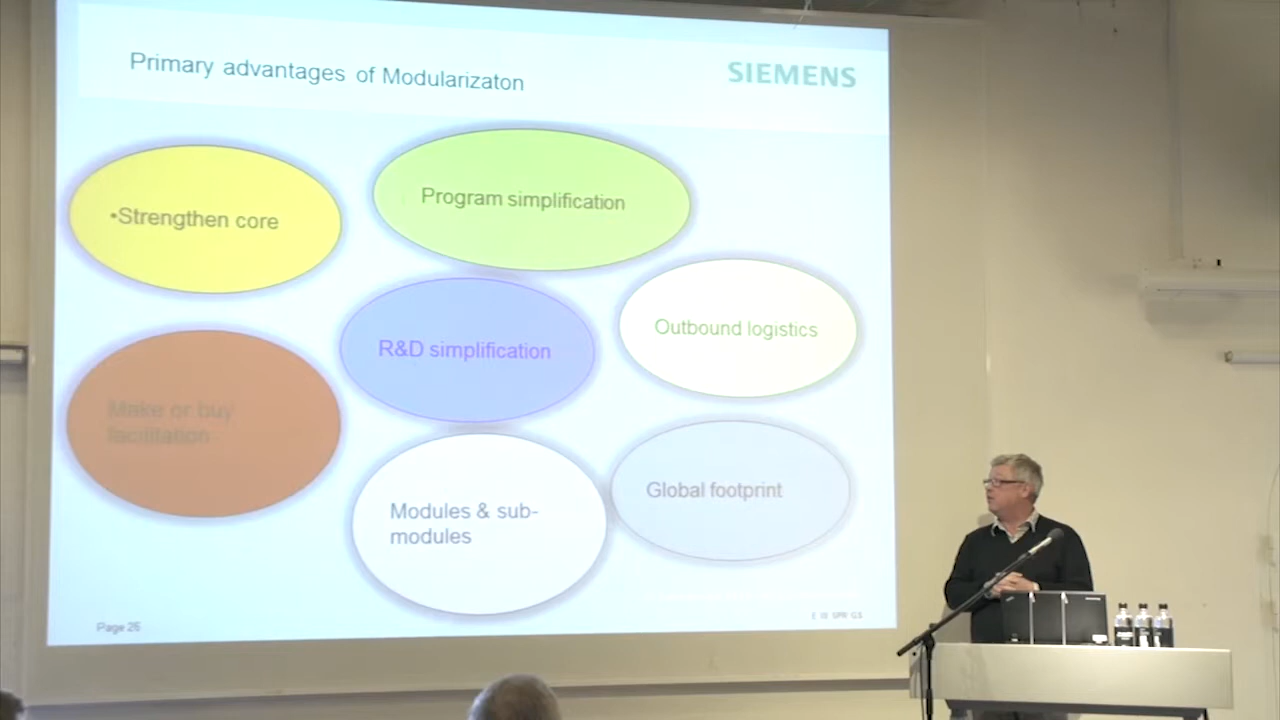 Primary advantages of Modularizaton
SIEMENS
•Strengthen core
Program simplification
Outbound logistics
R&D simplification
Make or buy
facilitation
Modules & sub-
modules
Global footprint
Page 26